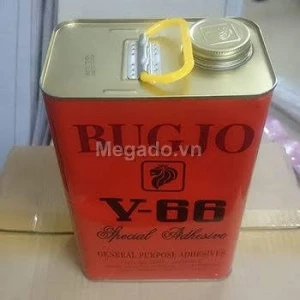 BUGJO
Megado.vn
Y-66
Special Adhesive
GENERAL PURPOSE ADHESIVES